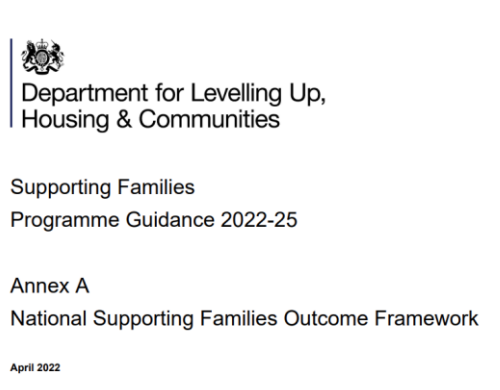 Department for Levelling Up,
Housing & Communities
Supporting Families
Programme Guidance 2022-25
Annex A
National Supporting Families Outcome Framework
April 2022